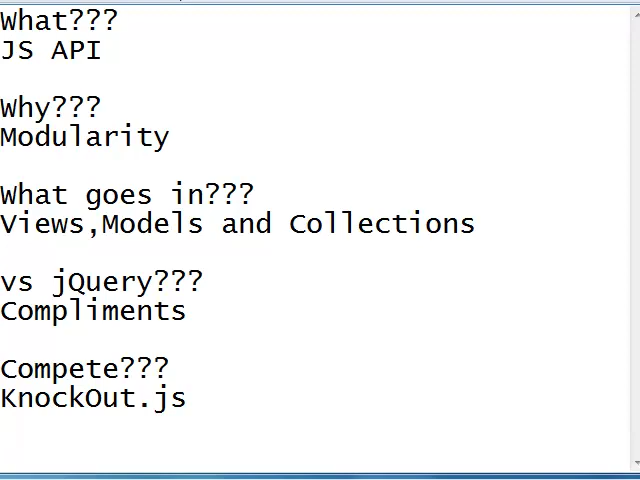 What???
JS API
Why???
Modularity
What goes in???
Views,Models and Collections
vs jQuery???
Compliments
Compete???
KnockOut.js